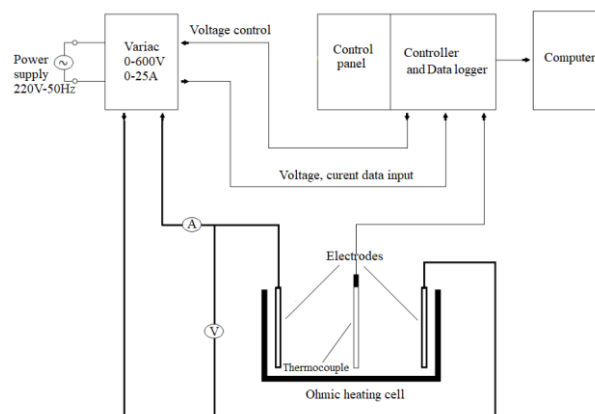 Power
supply
220V-50Hz
Variac
0-600V
0-25A
Voltage control
Control
panel
Controller
and Data logger
Computer
Voltage, curent data input
A
V
Electrodes
Thermocouple
Ohmic heating cell